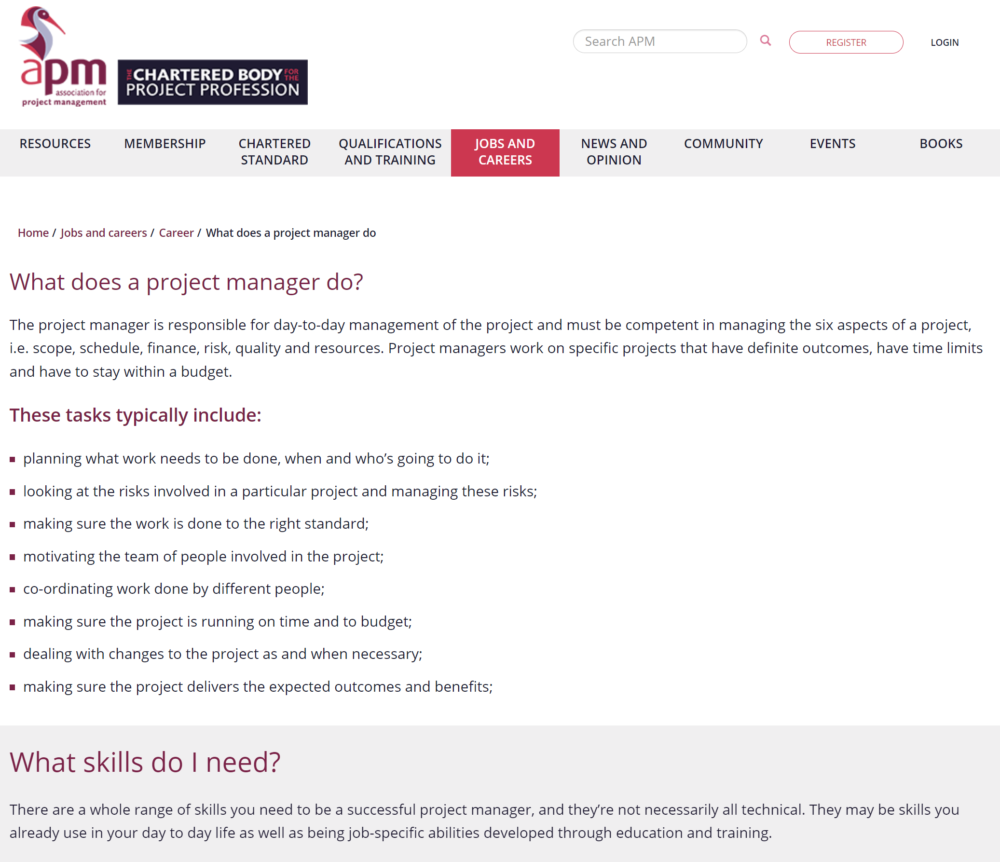 apm
association for
project management
THE CHARTERED BODY FOR THE
PROJECT PROFESSION
Search APM
REGISTER
LOGIN
RESOURCES
MEMBERSHIP
CHARTERED
STANDARD
QUALIFICATIONS
AND TRAINING
JOBS AND
CAREERS
NEWS AND
OPINION
COMMUNITY
EVENTS
BOOKS
Home / Jobs and careers / Career / What does a project manager do
What does a project manager do?
The project manager is responsible for day-to-day management of the project and must be competent in managing the six aspects of a project,
i.e. scope, schedule, finance, risk, quality and resources. Project managers work on specific projects that have definite outcomes, have time limits
and have to stay within a budget.
These tasks typically include:
planning what work needs to be done, when and who’s going to do it;
looking at the risks involved in a particular project and managing these risks;
making sure the work is done to the right standard;
motivating the team of people involved in the project;
co-ordinating work done by different people;
making sure the project is running on time and to budget;
dealing with changes to the project as and when necessary;
making sure the project delivers the expected outcomes and benefits;
What skills do I need?
There are a whole range of skills you need to be a successful project manager, and they’re not necessarily all technical. They may be skills you
already use in your day to day life as well as being job-specific abilities developed through education and training.